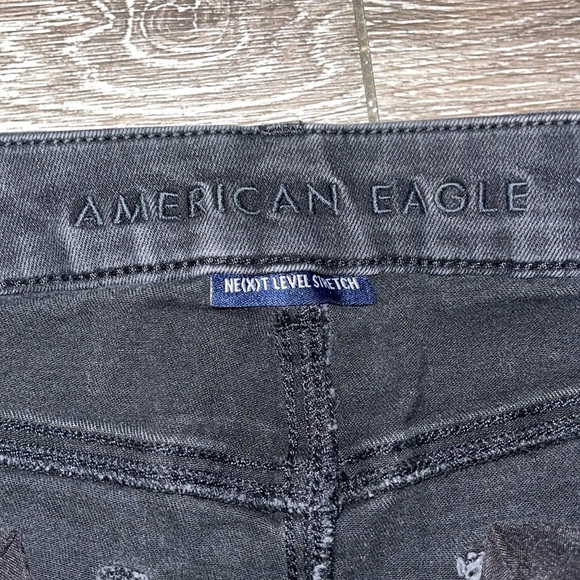 AMERICAN EAGLE
NE(X)T LEVEL STRETCH